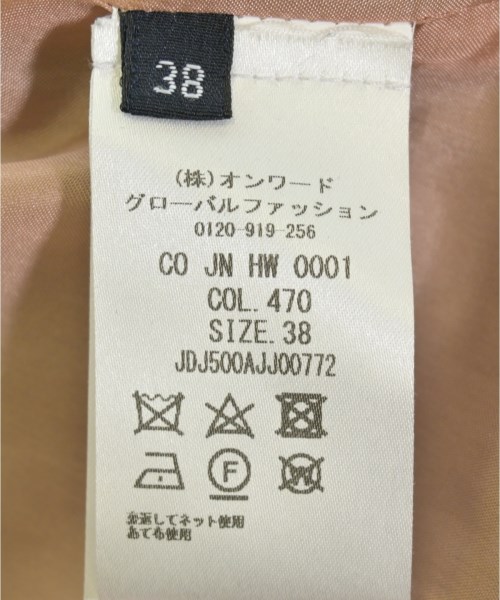 38
(株)オンワード
グローバルファッション
0120-919-256
CO JN HW 0001
COL. 470
SIZE. 38
JDJ500AJJ00772
F
W
裏返してネット使用
あて布使用